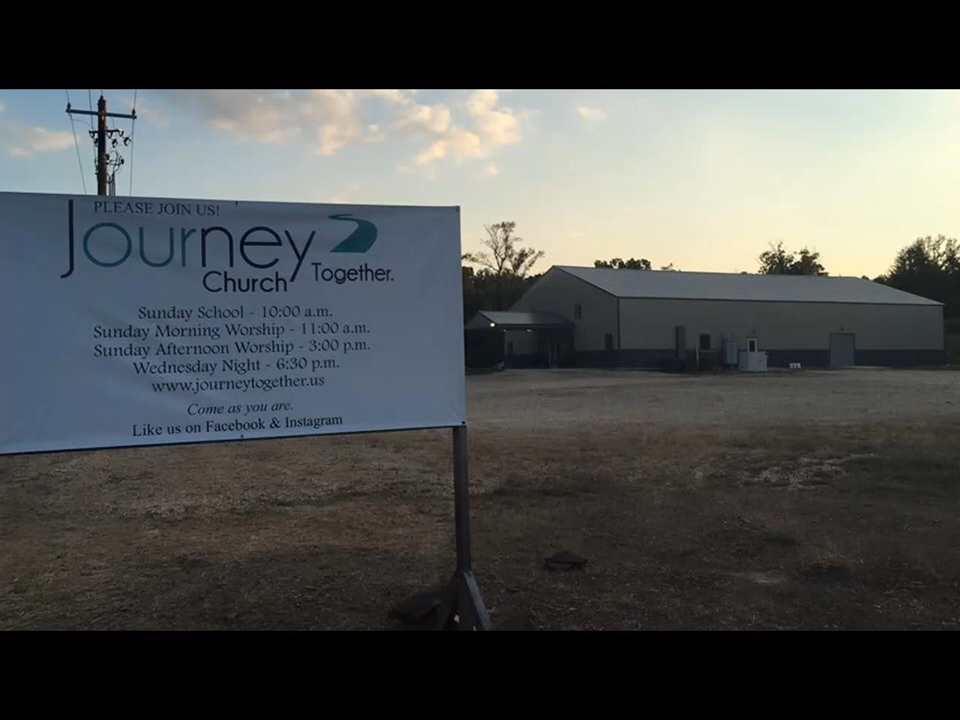 PLEASE JOIN US!
Journey
Church Together.
Sunday School - 10:00 a.m.
Sunday Morning Worship - 11:00 a.m.
Sunday Afternoon Worship - 3:00 p.m.
Wednesday Night - 6:30 p.m.
www.journeytogether.us
Come as you are.
Like us on Facebook & Instagram